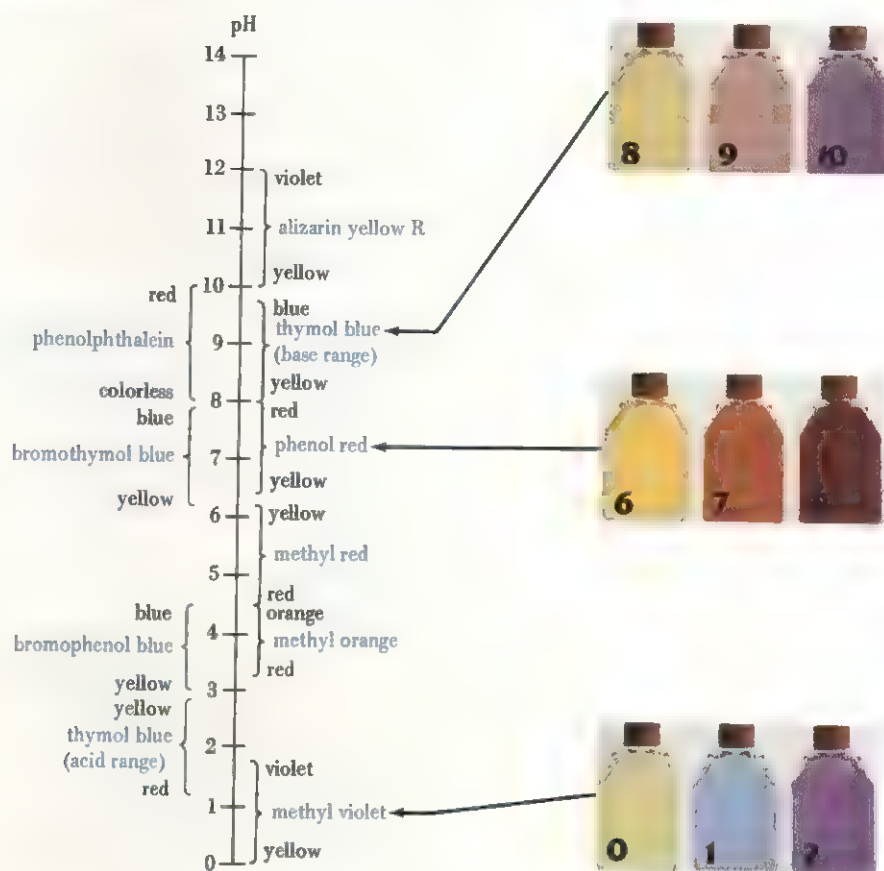 pH
14
13
12
violet
11
alizarin yellow R
yellow
10
red
blue
thymol blue
phenolphthalein
9
(base range)
yellow
colorless
8
red
blue
phenol red
bromothymol blue
7
yellow
yellow
6
yellow
methyl red
5
red
blue
orange
4
bromophenol blue
methyl orange
red
yellow
3
yellow
thymol blue
2
(acid range)
violet
red
1
methyl violet
yellow
0
8
9
10
6
7
0
1
2